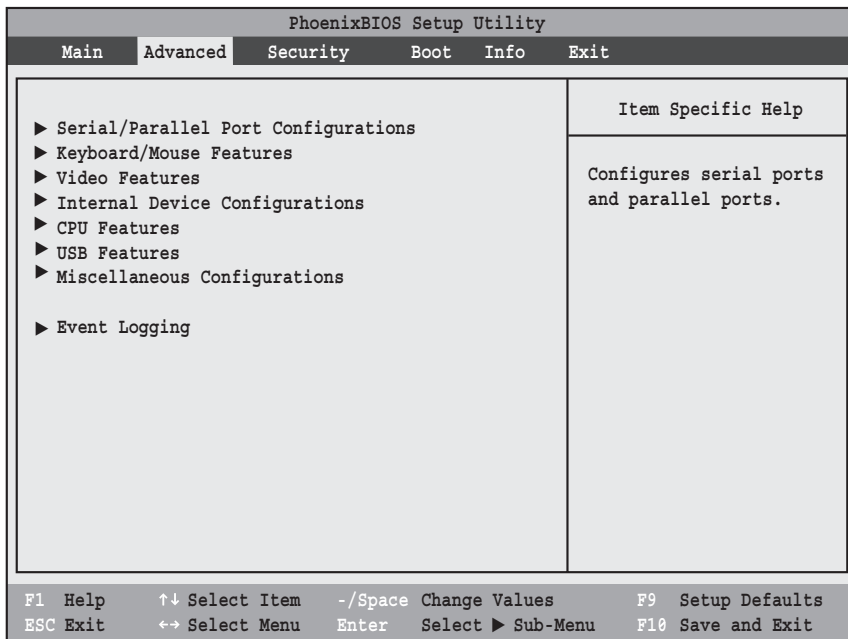 PhoenixBIOS Setup Utility
Main Advanced Security Boot Info Exit
▶ Serial/Parallel Port Configurations
▶ Keyboard/Mouse Features
▶ Video Features
▶ Internal Device Configurations
▶ CPU Features
▶ USB Features
▶ Miscellaneous Configurations
▶ Event Logging
Item Specific Help
Configures serial ports
and parallel ports.
F1 Help ↑↓ Select Item -/Space Change Values F9 Setup Defaults
ESC Exit ←→ Select Menu Enter Select ▶ Sub-Menu F10 Save and Exit